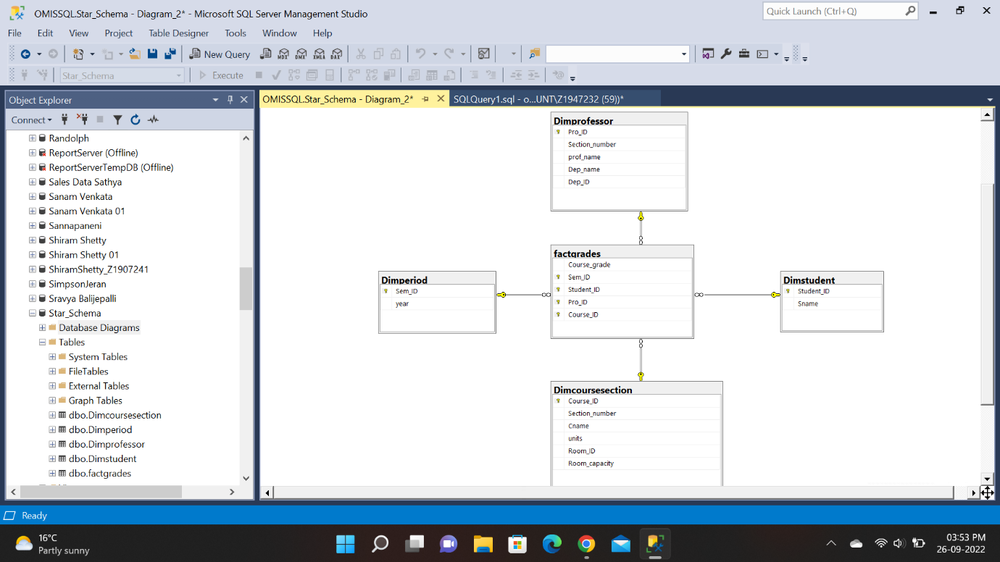 OMISSQL.Star_Schema - Diagram_2* - Microsoft SQL Server Management Studio
Quick Launch (Ctrl+Q)
File Edit View Project Table Designer Tools Window Help
New Query MDX DMX XMLA DAX
Star_Schema Execute
Object Explorer
Connect
Randolph
ReportServer (Offline)
ReportServerTempDB (Offline)
Sales Data Sathya
Sanam Venkata
Sanam Venkata 01
Sannapaneni
Shiram Shetty
Shiram Shetty 01
ShiramShetty_Z1907241
SimpsonJeran
Sravya Balijepalli
Star_Schema
Database Diagrams
Tables
System Tables
FileTables
External Tables
Graph Tables
dbo.Dimcoursesection
dbo.Dimperiod
dbo.Dimprofessor
dbo.Dimstudent
dbo.factgrades
OMISSQL.Star_Schema - Diagram_2* SQLQuery1.sql - o...UNT\Z1947232 (59))*
Dimprofessor
Pro_ID
Section_number
prof_name
Dep_name
Dep_ID
factgrades
Course_grade
Sem_ID
Student_ID
Pro_ID
Course_ID
Dimperiod
Sem_ID
year
Dimstudent
Student_ID
Sname
Dimcoursesection
Course_ID
Section_number
Cname
units
Room_ID
Room_capacity
Ready
16°C
Partly sunny
03:53 PM
26-09-2022